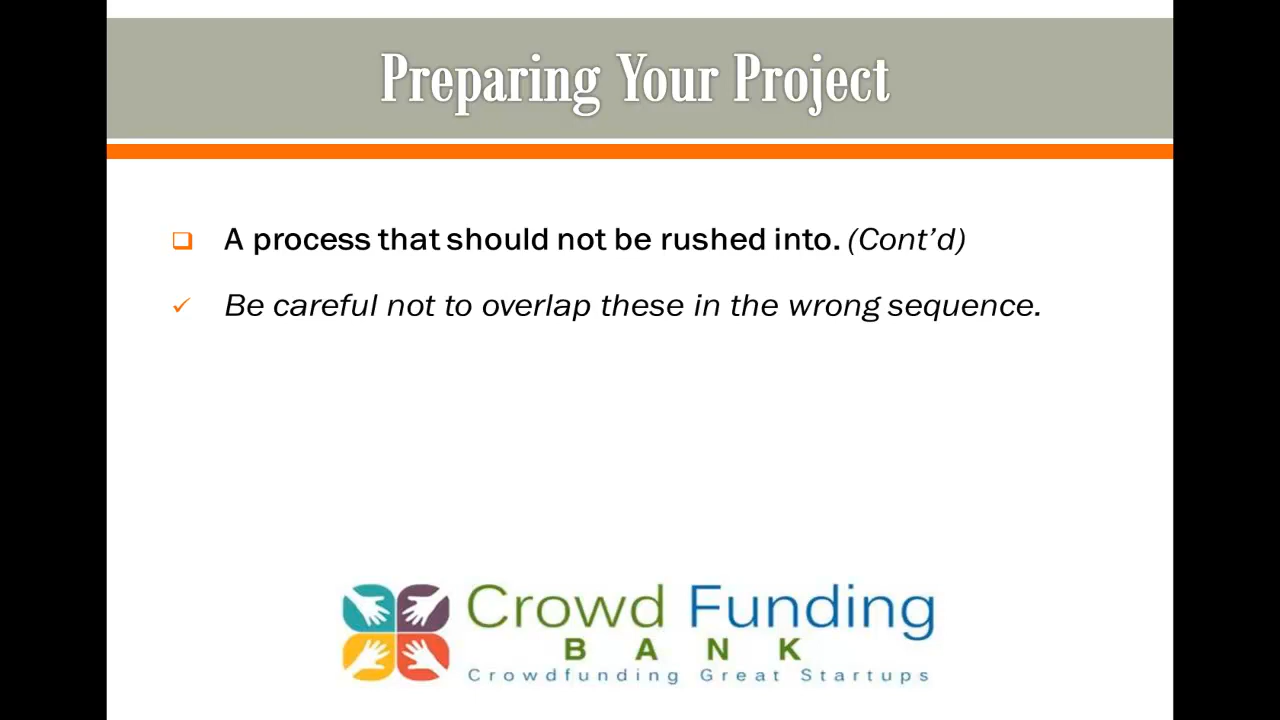 Preparing Your Project
A process that should not be rushed into. (Cont’d)
Be careful not to overlap these in the wrong sequence.
Crowd Funding
BANK
Crowdfunding Great Startups